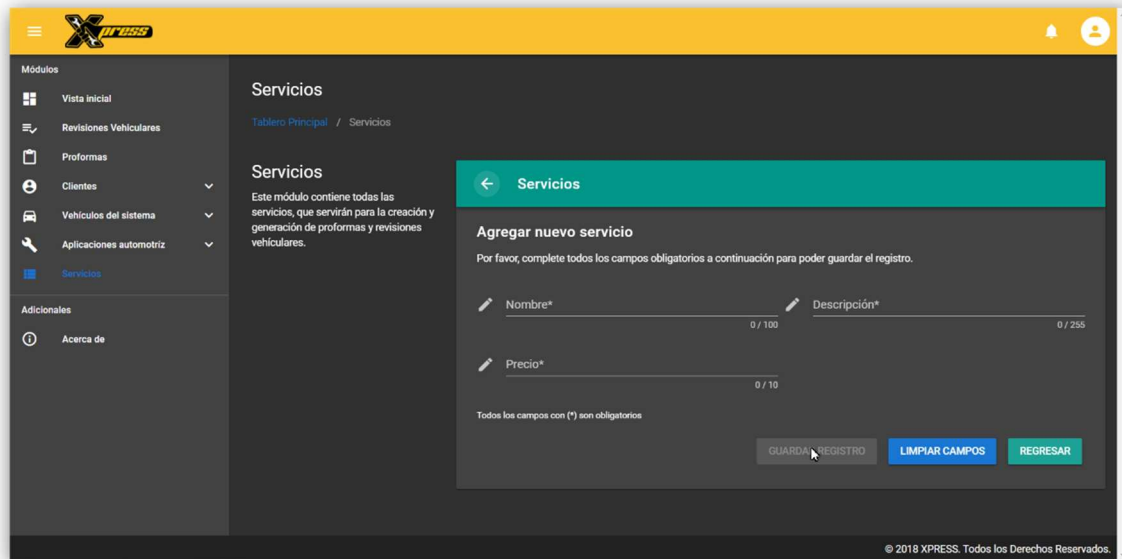 Xpress
Módulos
Vista inicial
Revisiones Vehiculares
Proformas
Clientes
Vehículos del sistema
Aplicaciones automotríz
Servicios
Adicionales
Acerca de
Servicios
Tablero Principal / Servicios
Servicios
Este módulo contiene todas las
servicios, que servirán para la creación y
generación de proformas y revisiones
vehículares.
Servicios
Agregar nuevo servicio
Por favor, complete todos los campos obligatorios a continuación para poder guardar el registro.
Nombre*
0 / 100
Descripción*
0 / 255
Precio*
0 / 10
Todos los campos con (*) son obligatorios
GUARDAR REGISTRO
LIMPIAR CAMPOS
REGRESAR
© 2018 XPRESS. Todos los Derechos Reservados.